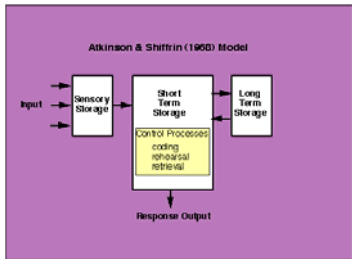 Atkinson & Shiffrin (1968) Model
Input
Sensory
Storage
Short
Term
Storage
Control Processes
coding
rehearsal
retrieval
Long
Term
Storage
Response Output